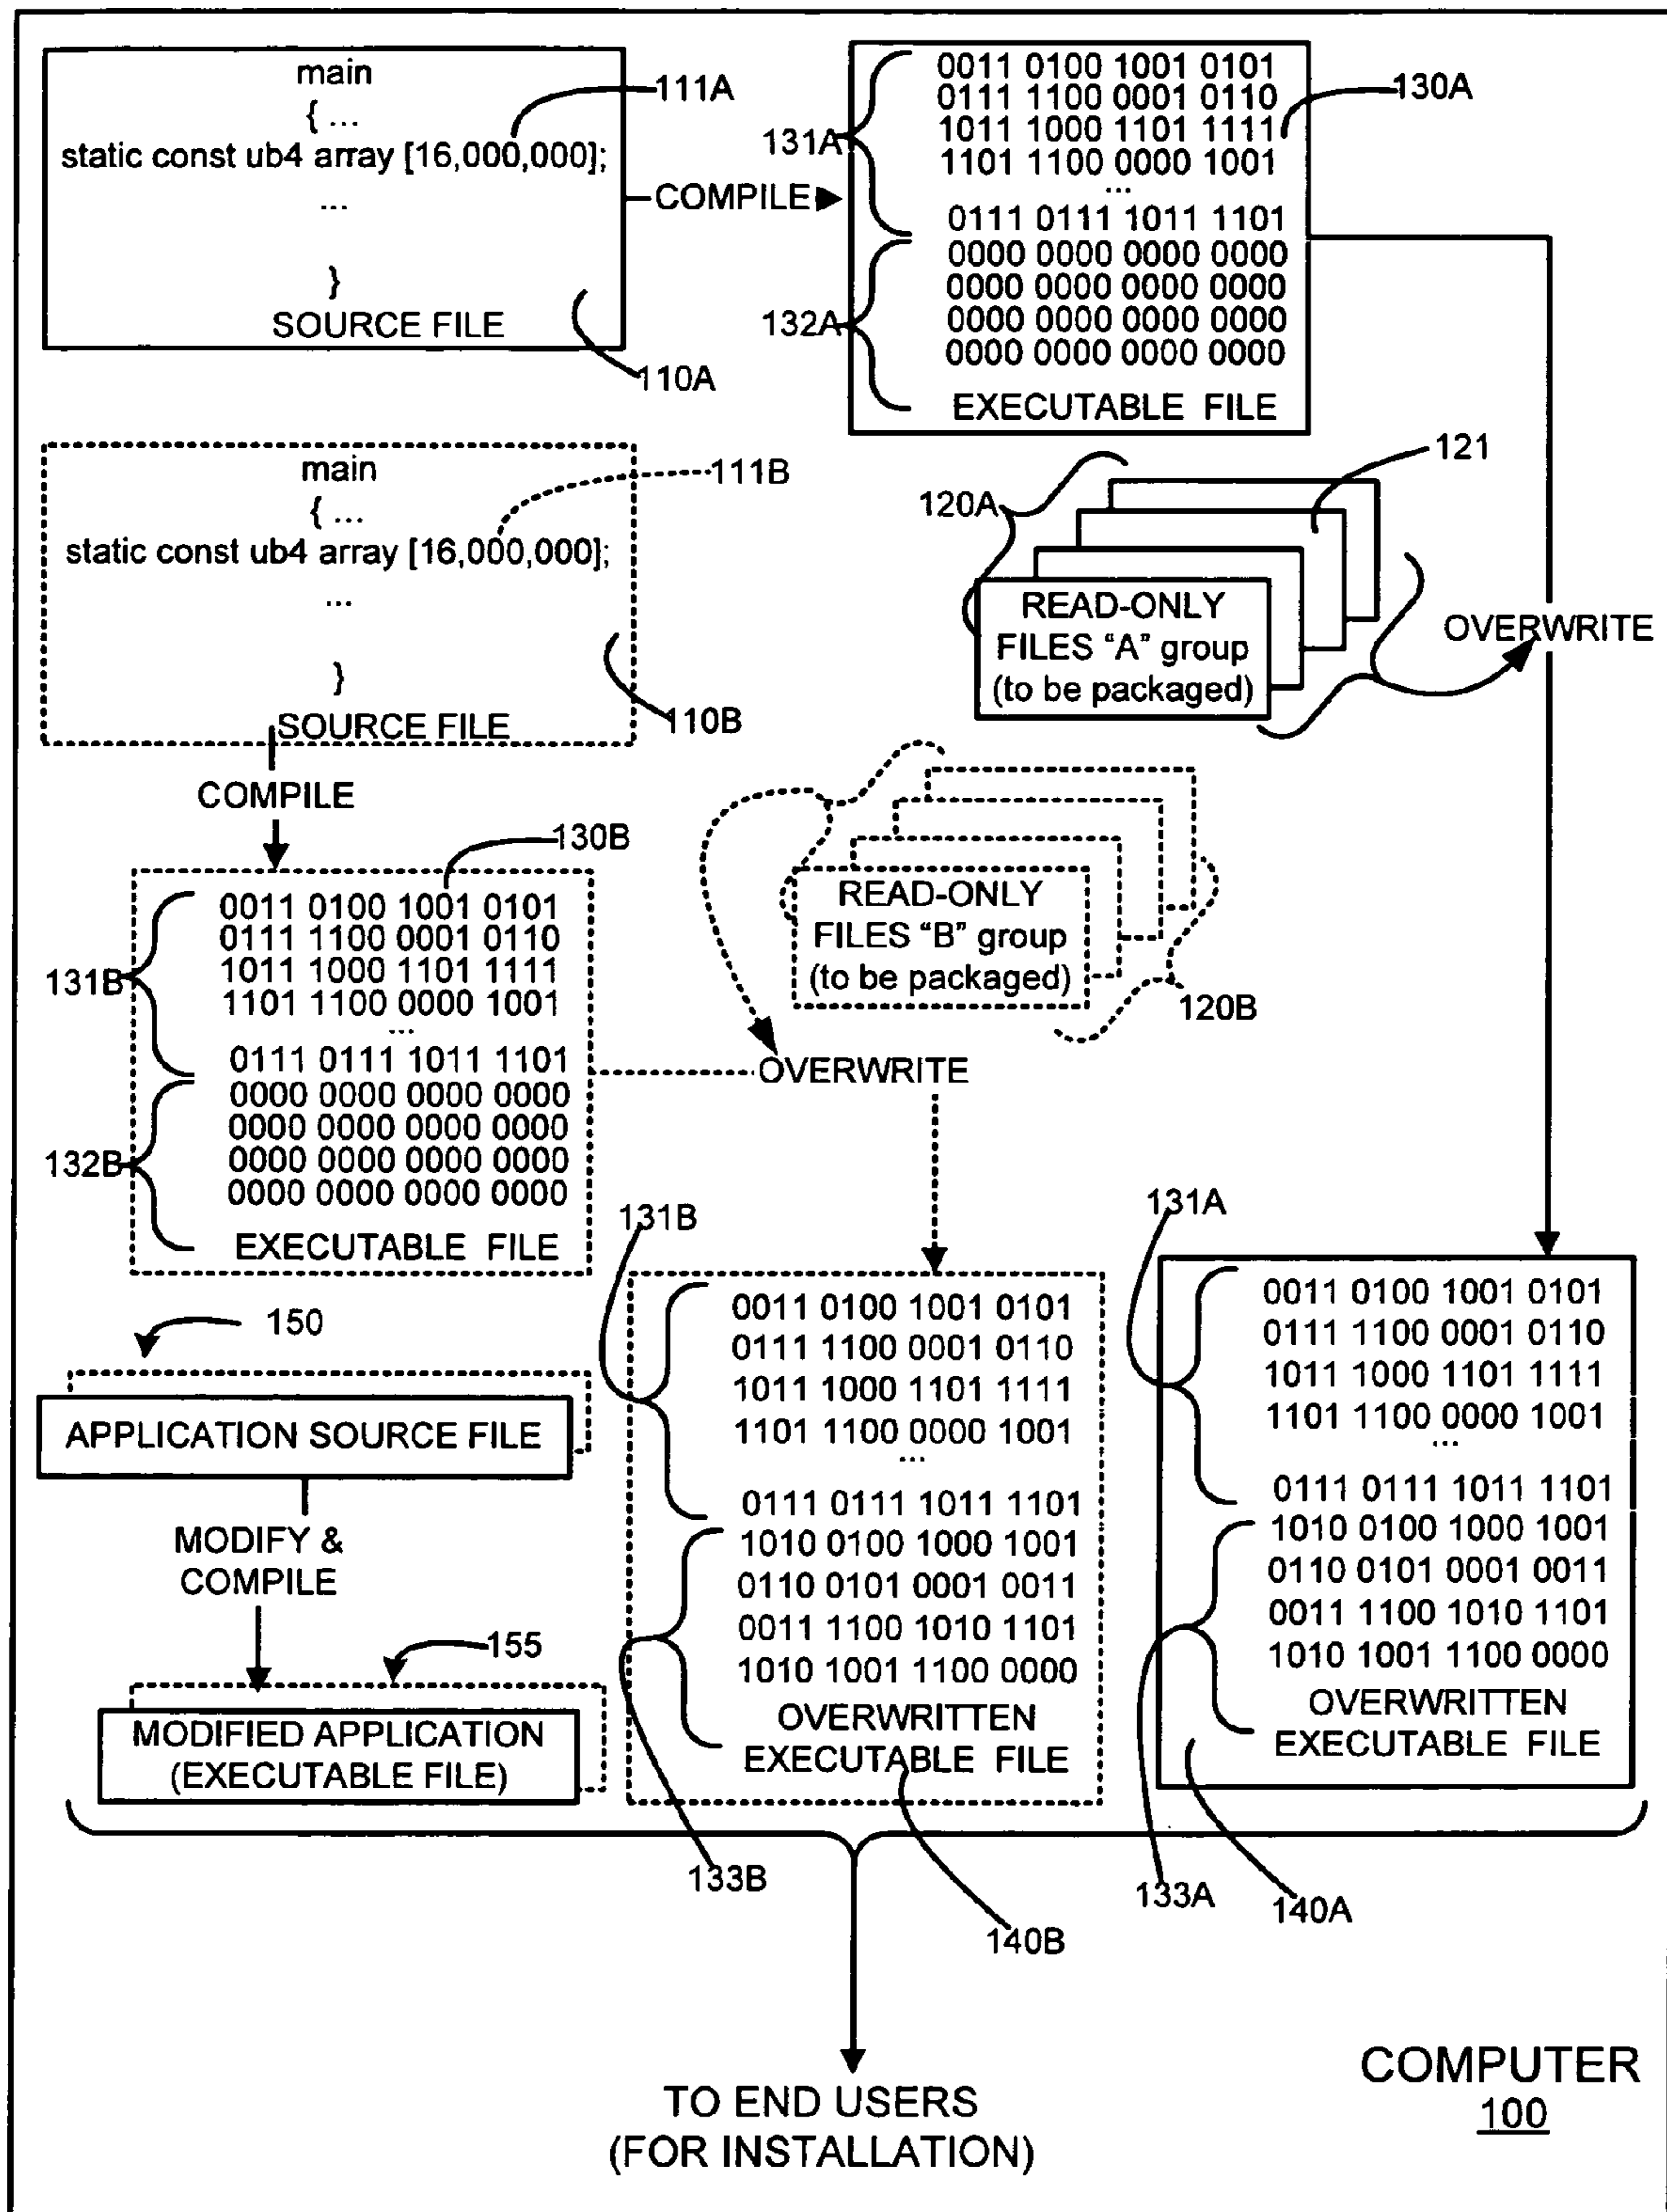 main
{ ...
static const ub4 array [16,000,000];
...
}
SOURCE FILE
111A
110A
COMPILE
0011 0100 1001 0101
0111 1100 0001 0110
1011 1000 1101 1111
1101 1100 0000 1001
...
0111 0111 1011 1101
0000 0000 0000 0000
0000 0000 0000 0000
0000 0000 0000 0000
0000 0000 0000 0000
EXECUTABLE FILE
131A
132A
130A
main
{ ...
static const ub4 array [16,000,000];
...
}
SOURCE FILE
111B
110B
120A
121
READ-ONLY
FILES "A" group
(to be packaged)
OVERWRITE
COMPILE
130B
0011 0100 1001 0101
0111 1100 0001 0110
1011 1000 1101 1111
1101 1100 0000 1001
...
0111 0111 1011 1101
0000 0000 0000 0000
0000 0000 0000 0000
0000 0000 0000 0000
0000 0000 0000 0000
EXECUTABLE FILE
131B
132B
READ-ONLY
FILES "B" group
(to be packaged)
120B
OVERWRITE
150
APPLICATION SOURCE FILE
MODIFY &
COMPILE
155
MODIFIED APPLICATION
(EXECUTABLE FILE)
131B
0011 0100 1001 0101
0111 1100 0001 0110
1011 1000 1101 1111
1101 1100 0000 1001
...
0111 0111 1011 1101
1010 0100 1000 1001
0110 0101 0001 0011
0011 1100 1010 1101
1010 1001 1100 0000
OVERWRITTEN
EXECUTABLE FILE
133B
140B
131A
0011 0100 1001 0101
0111 1100 0001 0110
1011 1000 1101 1111
1101 1100 0000 1001
...
0111 0111 1011 1101
1010 0100 1000 1001
0110 0101 0001 0011
0011 1100 1010 1101
1010 1001 1100 0000
OVERWRITTEN
EXECUTABLE FILE
133A
140A
TO END USERS
(FOR INSTALLATION)
COMPUTER
100